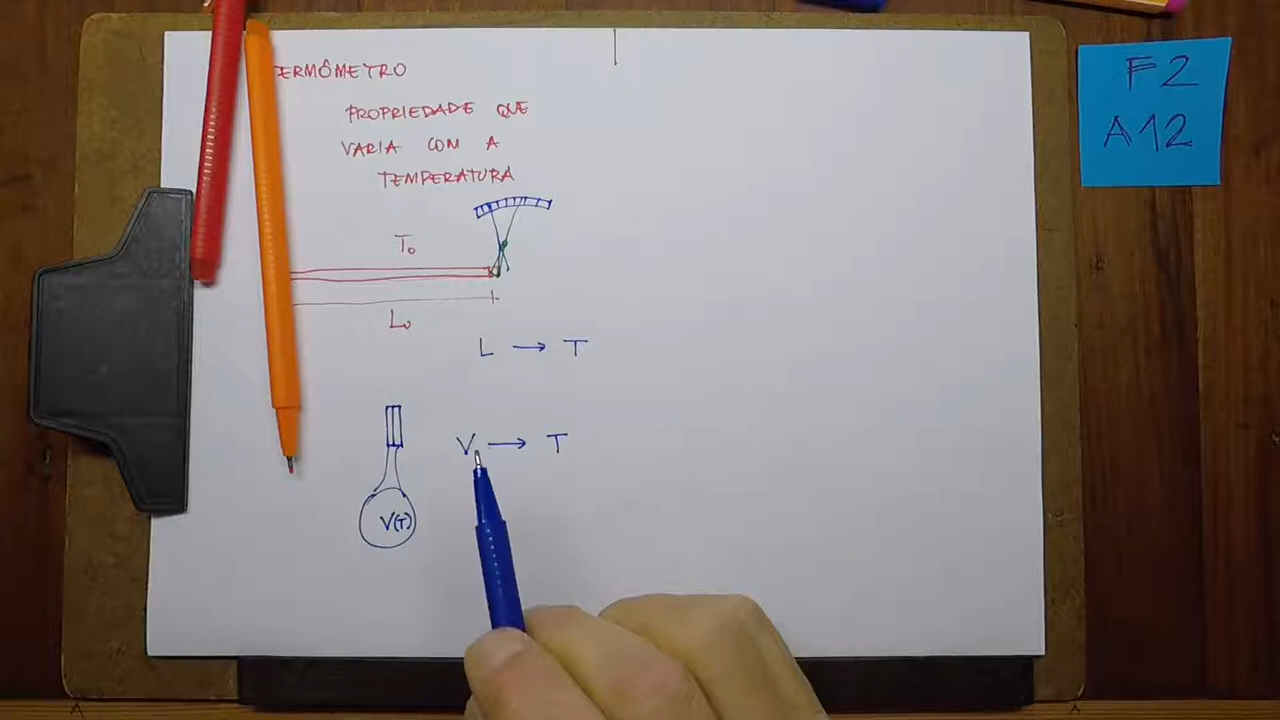 ERMÔMETRO
PROPRIEDADE QUE
VARIA COM A
TEMPERATURA
T₀
L₀
L → T
V → T
V(T)
F2
A12